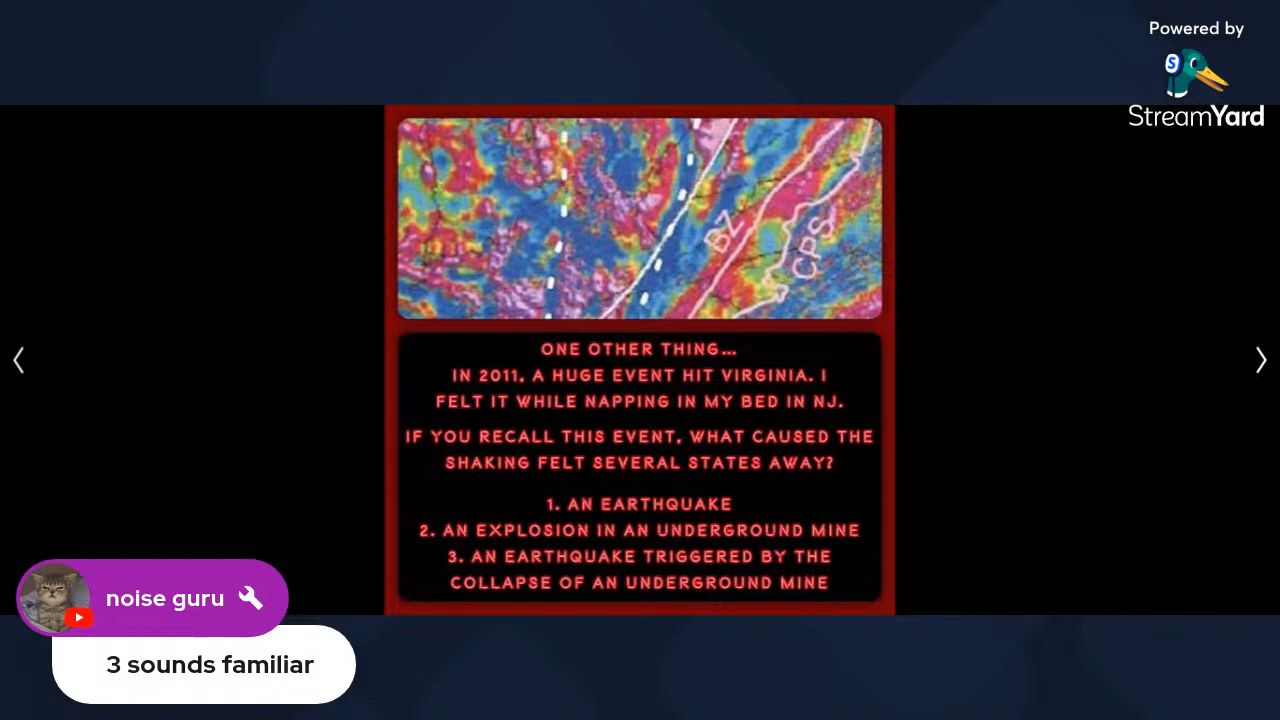 Powered by
StreamYard
BZ
CPS
ONE OTHER THING...
IN 2011, A HUGE EVENT HIT VIRGINIA. I
FELT IT WHILE NAPPING IN MY BED IN NJ.
IF YOU RECALL THIS EVENT, WHAT CAUSED THE
SHAKING FELT SEVERAL STATES AWAY?
1. AN EARTHQUAKE
2. AN EXPLOSION IN AN UNDERGROUND MINE
3. AN EARTHQUAKE TRIGGERED BY THE
COLLAPSE OF AN UNDERGROUND MINE
noise guru
3 sounds familiar